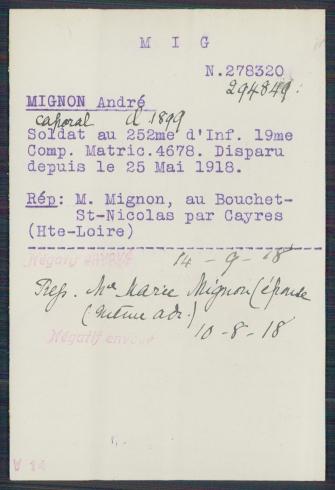 M I G
N.278320
294849:
MIGNON André
caporal d 1899
Soldat au 252me d'Inf. 19me
Comp. Matric.4678. Disparu
depuis le 25 Mai 1918.
Rép: M. Mignon, au Bouchet-
St-Nicolas par Cayres
(Hte-Loire)
Négatif envoyé 14-9-18
Rép. Me Marie Mignon (épouse
(même adr.)
10-8-18
Négatif envoyé
V 14